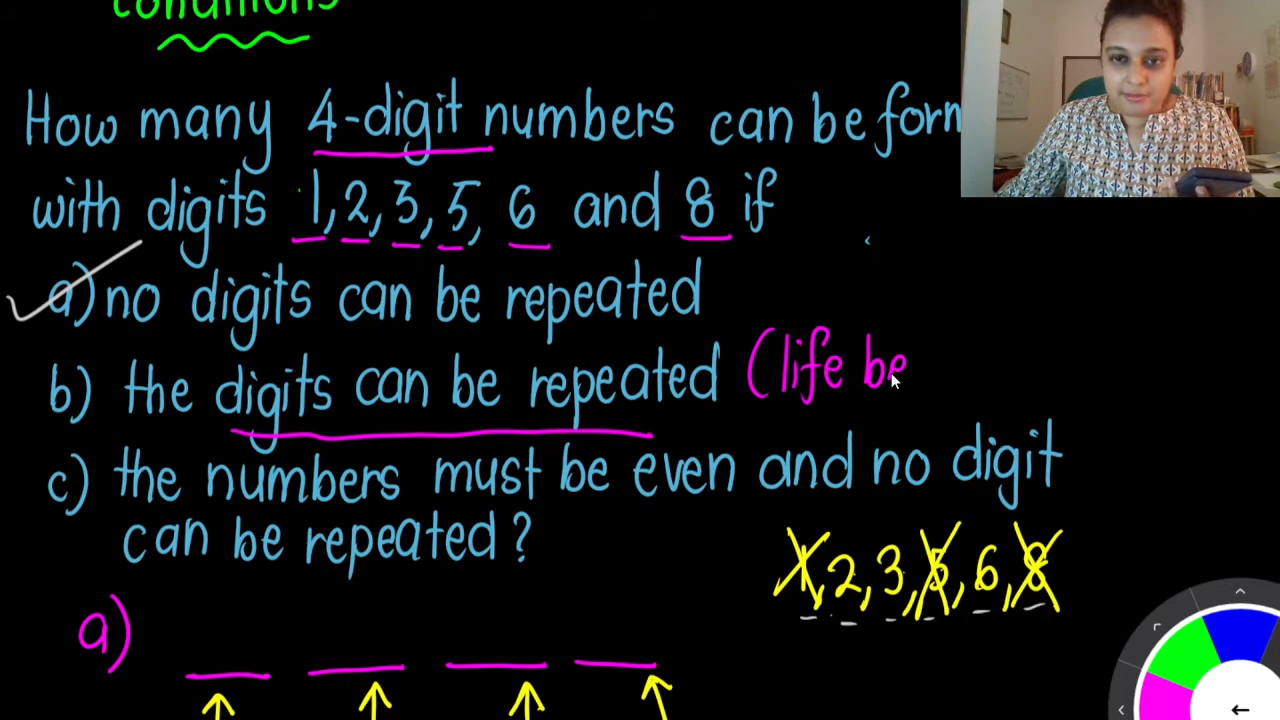 conditions
How many 4-digit numbers can be form
with digits 1, 2, 3, 5, 6 and 8 if
a) no digits can be repeated
b) the digits can be repeated (life be
c) the numbers must be even and no digit
can be repeated?
1, 2, 3, 5, 6, 8
a)